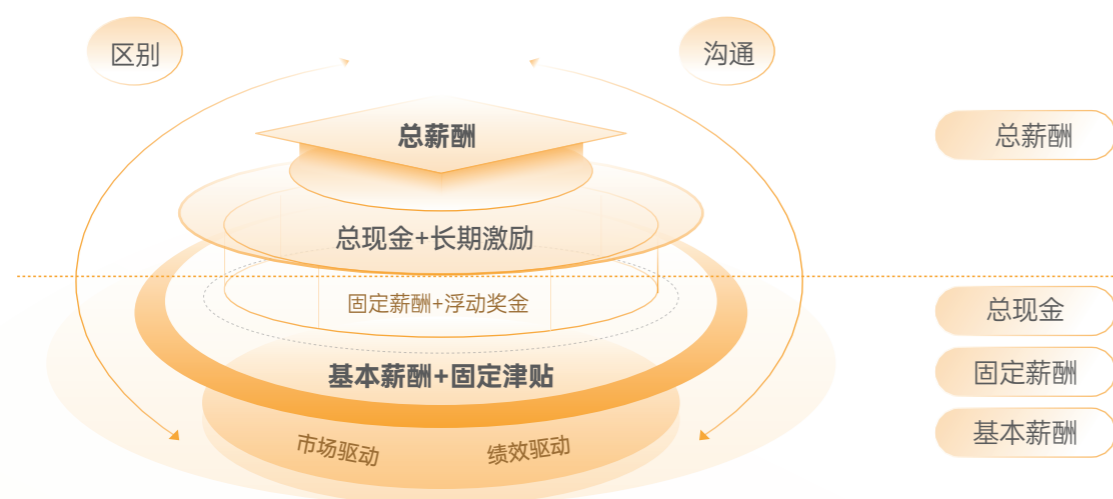 区别
沟通
总薪酬
总薪酬
总现金+长期激励
固定薪酬+浮动奖金
总现金
基本薪酬+固定津贴
固定薪酬
市场驱动
绩效驱动
基本薪酬